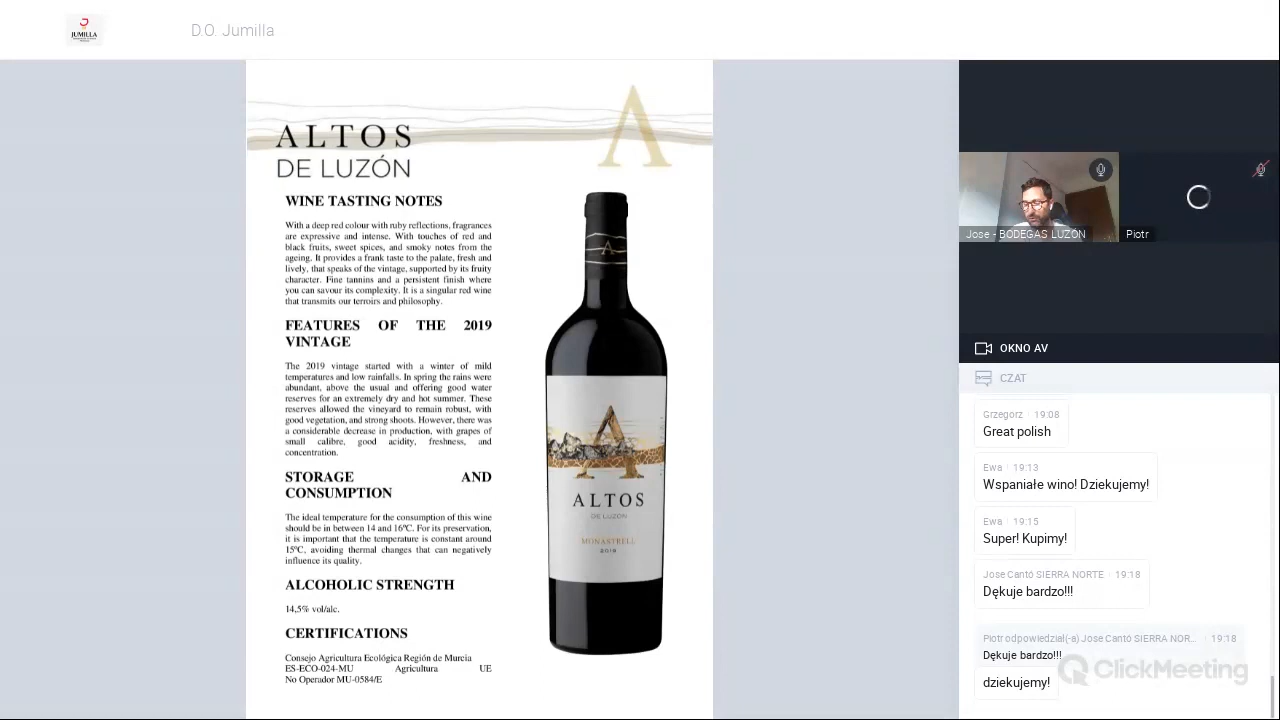 JUMILLA
D.O. Jumilla
ALTOS
DE LUZÓN
A
WINE TASTING NOTES
With a deep red colour with ruby reflections, fragrances
are expressive and intense. With touches of red and
black fruits, sweet spices, and smoky notes from the
ageing. It provides a frank taste to the palate, fresh and
lively, that speaks of the vintage, supported by its fruity
character. Fine tannins and a persistent finish where
you can savour its complexity. It is a singular red wine
that transmits our terroirs and philosophy.
FEATURES OF THE 2019
VINTAGE
The 2019 vintage started with a winter of mild
temperatures and low rainfalls. In spring the rains were
abundant, above the usual and offering good water
reserves for an extremely dry and hot summer. These
reserves allowed the vineyard to remain robust, with
good vegetation, and strong shoots. However, there was
a considerable decrease in production, with grapes of
small calibre, good acidity, freshness, and
concentration.
STORAGE AND
CONSUMPTION
The ideal temperature for the consumption of this wine
should be in between 14 and 16ºC. For its preservation,
it is important that the temperature is constant around
15ºC, avoiding thermal changes that can negatively
influence its quality.
ALCOHOLIC STRENGTH
14,5% vol/alc.
CERTIFICATIONS
Consejo Agricultura Ecológica Región de Murcia
ES-ECO-024-MU Agricultura UE
No Operador MU-0584/E
A
A
ALTOS
DE LUZÓN
MONASTRELL
2019
Jose - BODEGAS LUZÓN
Piotr
OKNO AV
CZAT
Grzegorz · 19:08
Great polish
Ewa · 19:13
Wspaniałe wino! Dziekujemy!
Ewa · 19:15
Super! Kupimy!
Jose Cantó SIERRA NORTE · 19:18
Dękuje bardzo!!!
Piotr odpowiedział(-a) Jose Cantó SIERRA NOR... · 19:18
Dękuje bardzo!!!
dziekujemy!
ClickMeeting